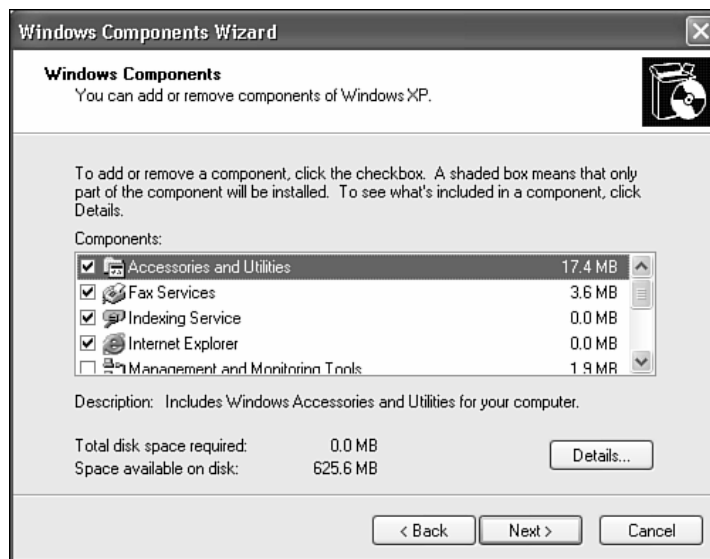 Windows Components Wizard
Windows Components
You can add or remove components of Windows XP.
To add or remove a component, click the checkbox. A shaded box means that only
part of the component will be installed. To see what's included in a component, click
Details.
Components:
Accessories and Utilities 17.4 MB
Fax Services 3.6 MB
Indexing Service 0.0 MB
Internet Explorer 0.0 MB
Management and Monitoring Tools 1.9 MB
Description: Includes Windows Accessories and Utilities for your computer.
Total disk space required: 0.0 MB
Space available on disk: 625.6 MB
Details...
< Back Next > Cancel